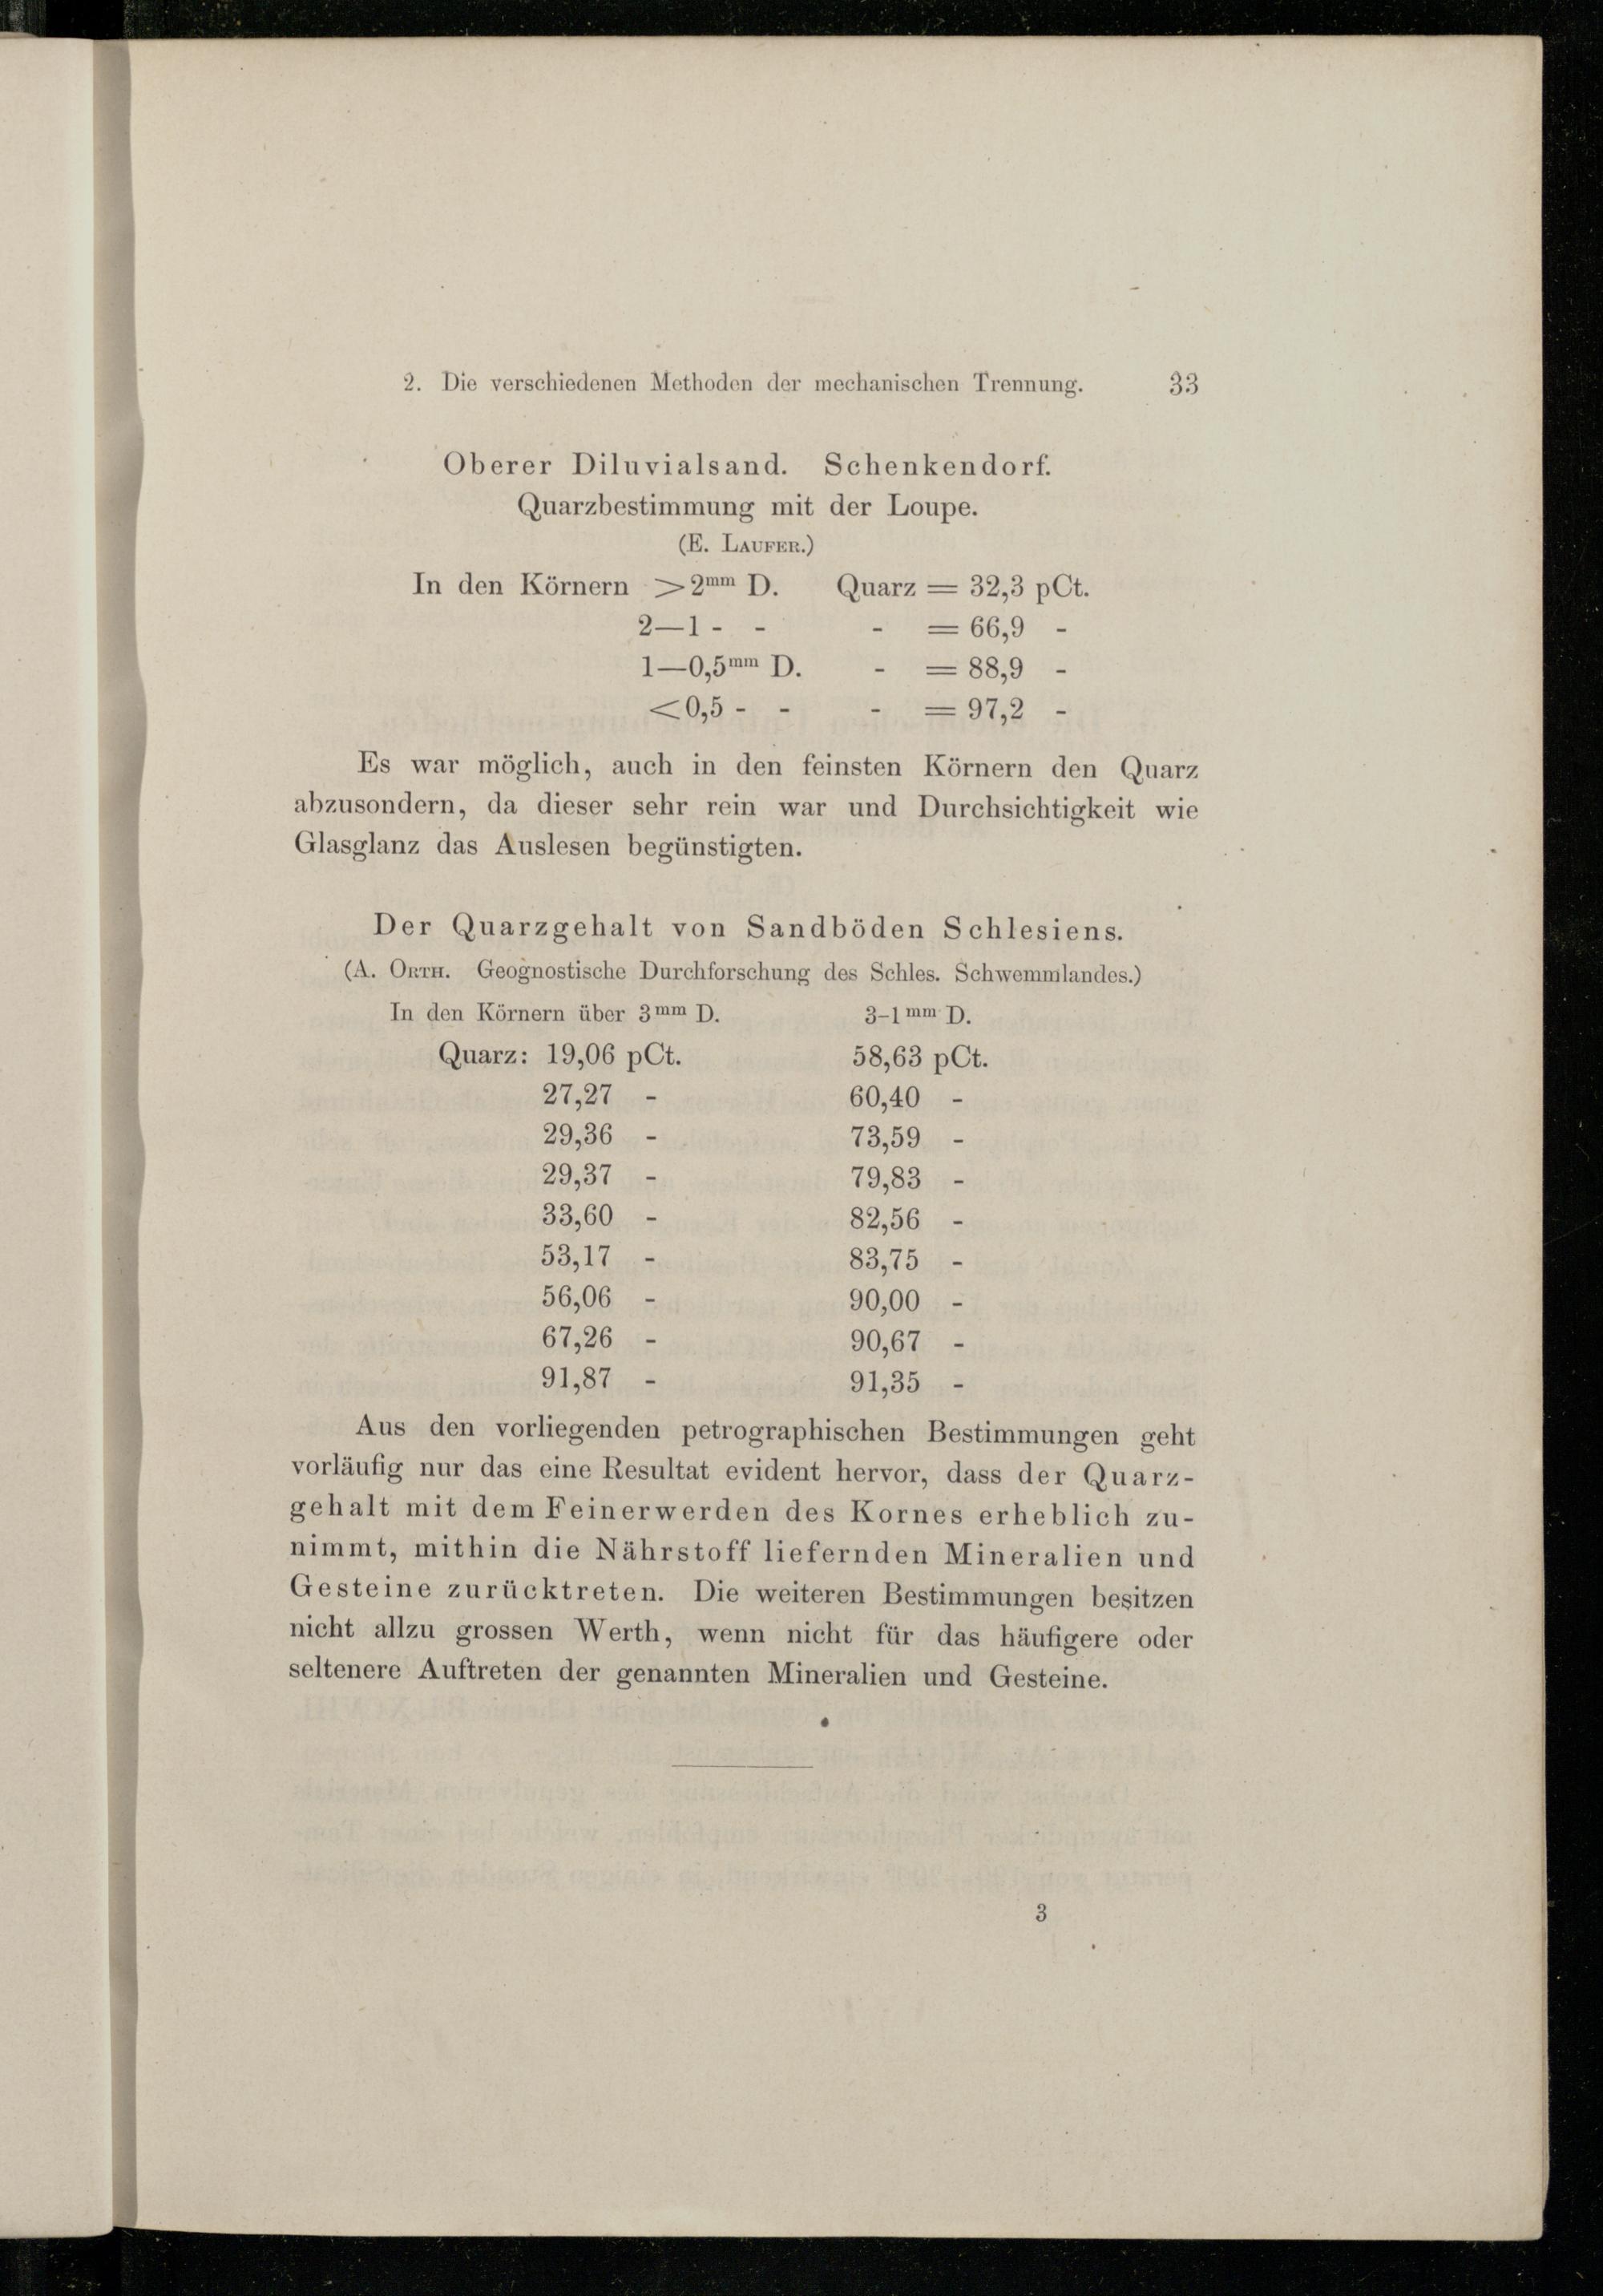 2. Die verschiedenen Methoden der mechanischen Trennung. 33
Oberer Diluvialsand. Schenkendorf.
Quarzbestimmung mit der Loupe.
(E. LAUFER.)
In den Körnern >2mm D. Quarz = 32,3 pCt.
2—1 - - - = 66,9 -
1—0,5mm D. - = 88,9 -
<0,5 - - - = 97,2 -
Es war möglich, auch in den feinsten Körnern den Quarz
abzusondern, da dieser sehr rein war und Durchsichtigkeit wie
Glasglanz das Auslesen begünstigten.
Der Quarzgehalt von Sandböden Schlesiens.
(A. ORTH. Geognostische Durchforschung des Schles. Schwemmlandes.)
In den Körnern über 3mm D. 3-1mm D.
Quarz: 19,06 pCt. 58,63 pCt.
27,27 - 60,40 -
29,36 - 73,59 -
29,37 - 79,83 -
33,60 - 82,56 -
53,17 - 83,75 -
56,06 - 90,00 -
67,26 - 90,67 -
91,87 - 91,35 -
Aus den vorliegenden petrographischen Bestimmungen geht
vorläufig nur das eine Resultat evident hervor, dass der Quarz-
gehalt mit dem Feinerwerden des Kornes erheblich zu-
nimmt, mithin die Nährstoff liefernden Mineralien und
Gesteine zurücktreten. Die weiteren Bestimmungen besitzen
nicht allzu grossen Werth, wenn nicht für das häufigere oder
seltenere Auftreten der genannten Mineralien und Gesteine.
3